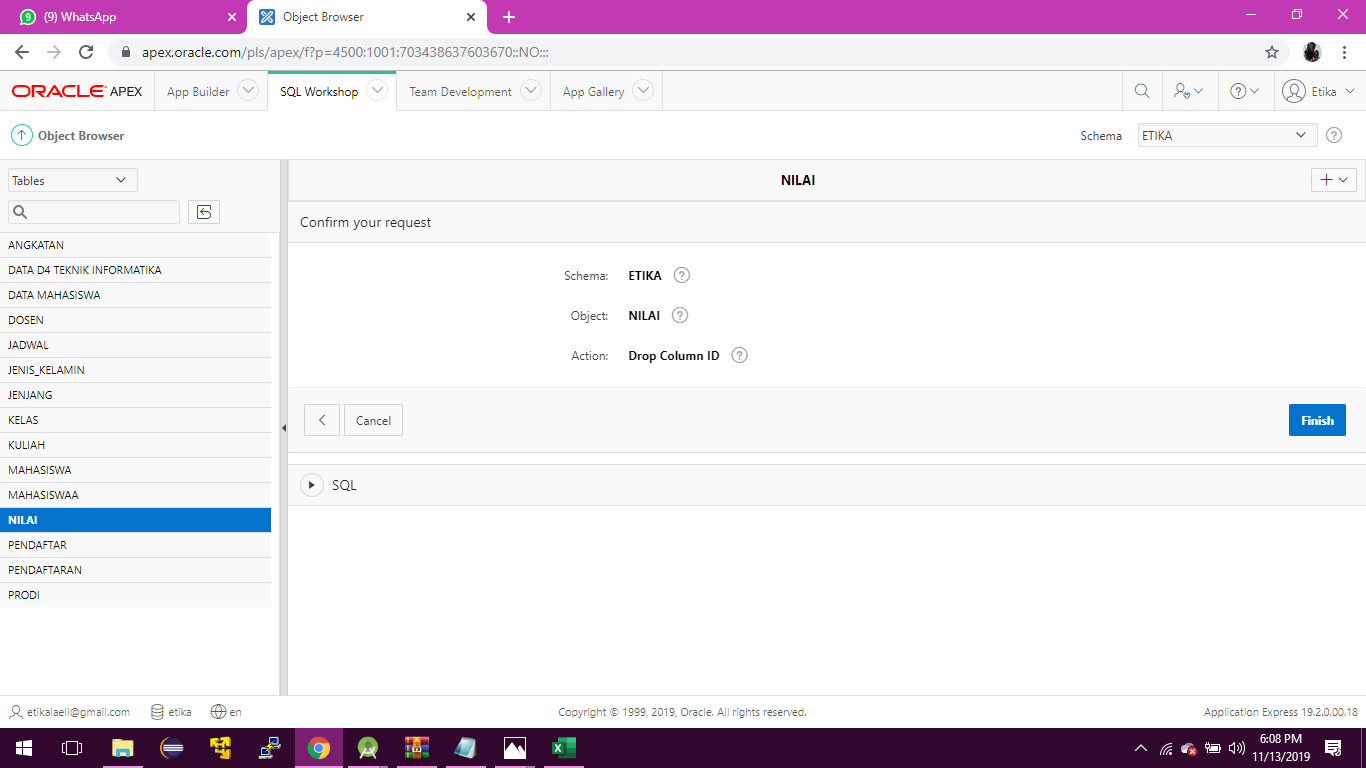 (9) WhatsApp
Object Browser
apex.oracle.com/pls/apex/f?p=4500:1001:703438637603670::NO:::
ORACLE APEX App Builder SQL Workshop Team Development App Gallery Etika
Object Browser Schema ETIKA
Tables
NILAI
Confirm your request
ANGKATAN
DATA D4 TEKNIK INFORMATIKA
DATA MAHASISWA
DOSEN
JADWAL
JENIS_KELAMIN
JENJANG
KELAS
KULIAH
MAHASISWA
MAHASISWAA
NILAI
PENDAFTAR
PENDAFTARAN
PRODI
Schema: ETIKA
Object: NILAI
Action: Drop Column ID
Cancel Finish
SQL
etikalaeli@gmail.com etika en Copyright © 1999, 2019, Oracle. All rights reserved. Application Express 19.2.0.00.18
6:08 PM
11/13/2019